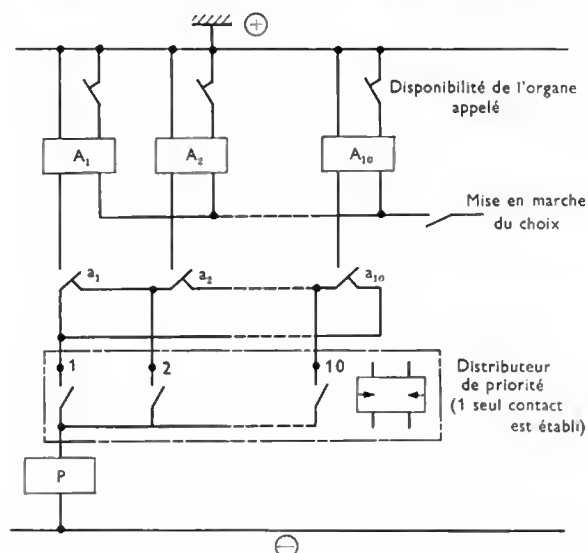 +
Disponibilité de l'organe
appelé
A₁
A₂
A₁₀
Mise en marche
du choix
a₁
a₂
a₁₀
1
2
10
Distributeur
de priorité
(1 seul contact
est établi)
P
−